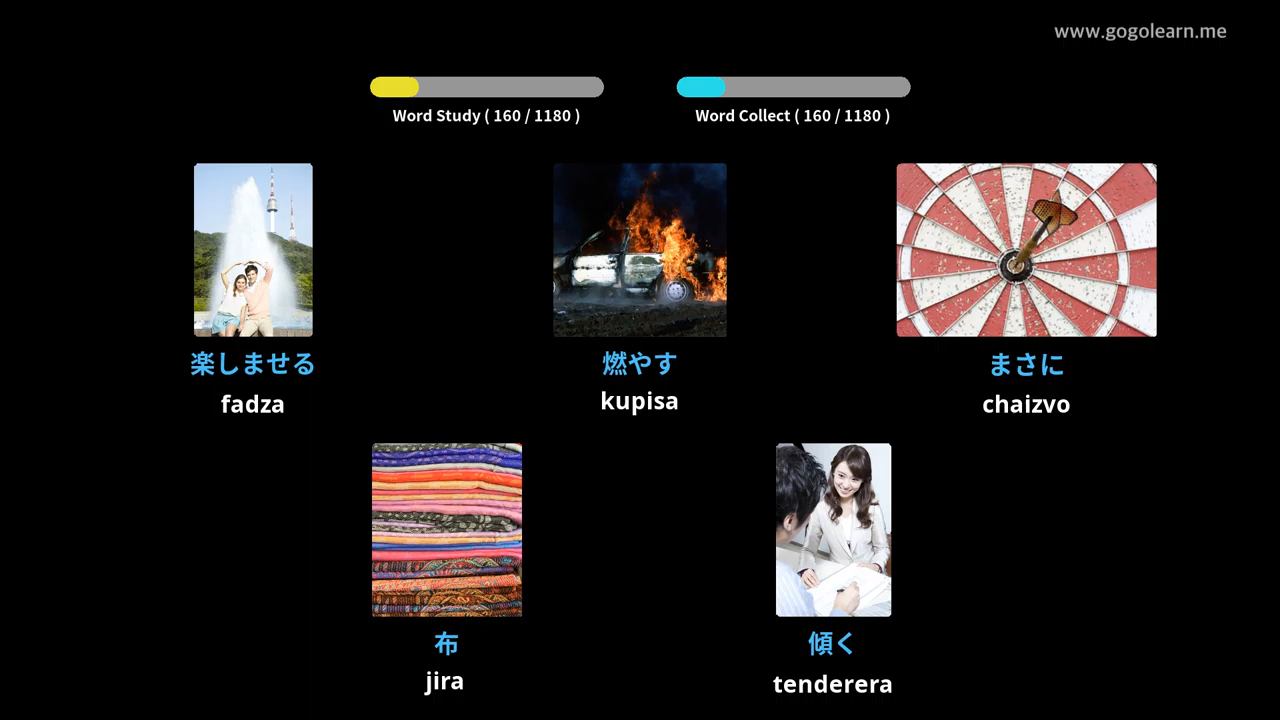 www.gogolearn.me
Word Study ( 160 / 1180 )
Word Collect ( 160 / 1180 )
楽しませる
fadza
燃やす
kupisa
まさに
chaizvo
布
jira
傾く
tenderera